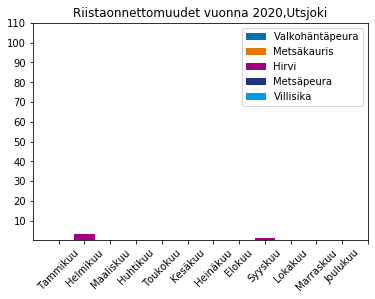 Riistaonnettomuudet vuonna 2020,Utsjoki
110
100
90
80
70
60
50
40
30
20
10
Valkohäntäpeura
Metsäkauris
Hirvi
Metsäpeura
Villisika
Tammikuu
Helmikuu
Maaliskuu
Huhtikuu
Toukokuu
Kesäkuu
Heinäkuu
Elokuu
Syyskuu
Lokakuu
Marraskuu
Joulukuu